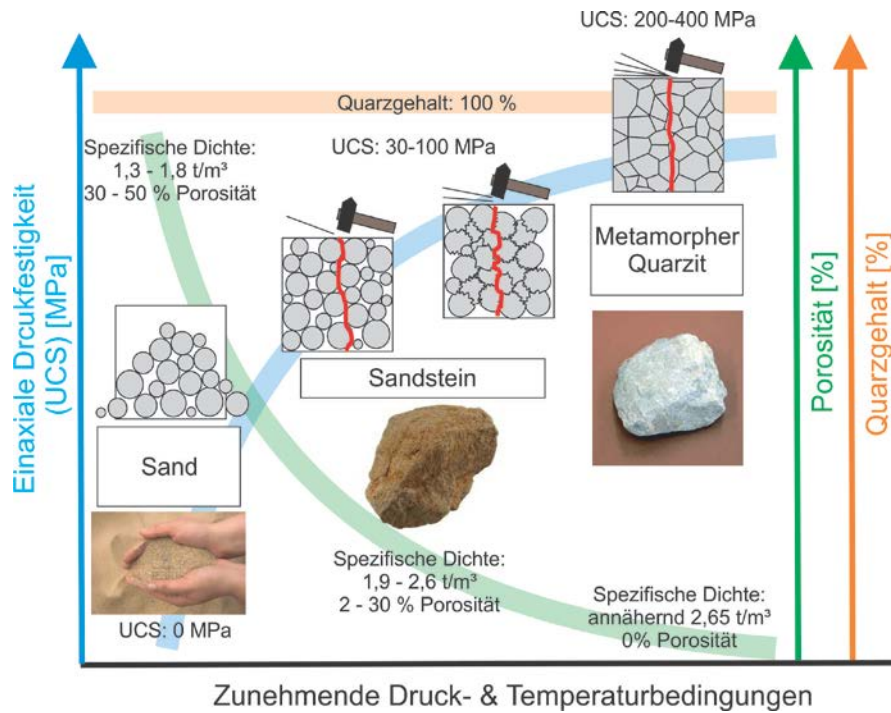 UCS: 200-400 MPa
Quarzgehalt: 100 %
Spezifische Dichte:
1,3 - 1,8 t/m³
30 - 50 % Porosität
UCS: 30-100 MPa
Metamorpher
Quarzit
Sandstein
Sand
Spezifische Dichte:
1,9 - 2,6 t/m³
2 - 30 % Porosität
Spezifische Dichte:
annähernd 2,65 t/m³
0% Porosität
UCS: 0 MPa
Einaxiale Drcukfestigkeit
(UCS) [MPa]
Porosität [%]
Quarzgehalt [%]
Zunehmende Druck- & Temperaturbedingungen